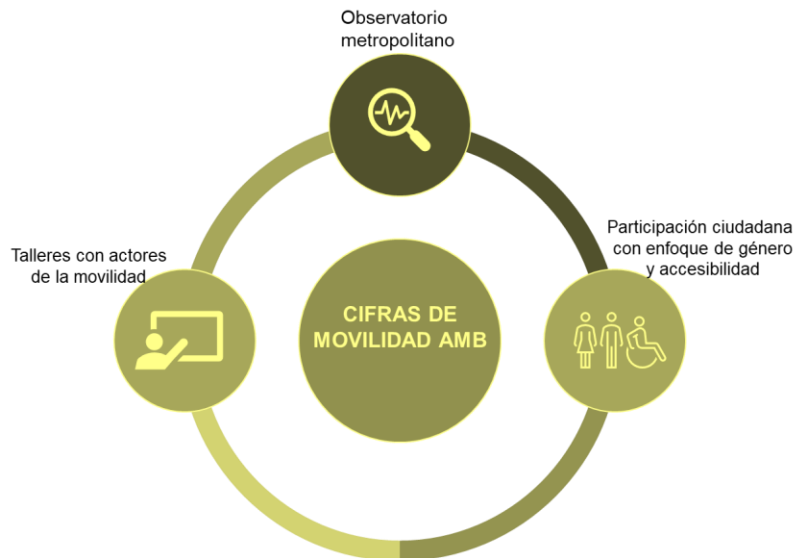 Observatorio
metropolitano
Participación ciudadana
con enfoque de género
y accesibilidad
Talleres con actores
de la movilidad
CIFRAS DE
MOVILIDAD AMB